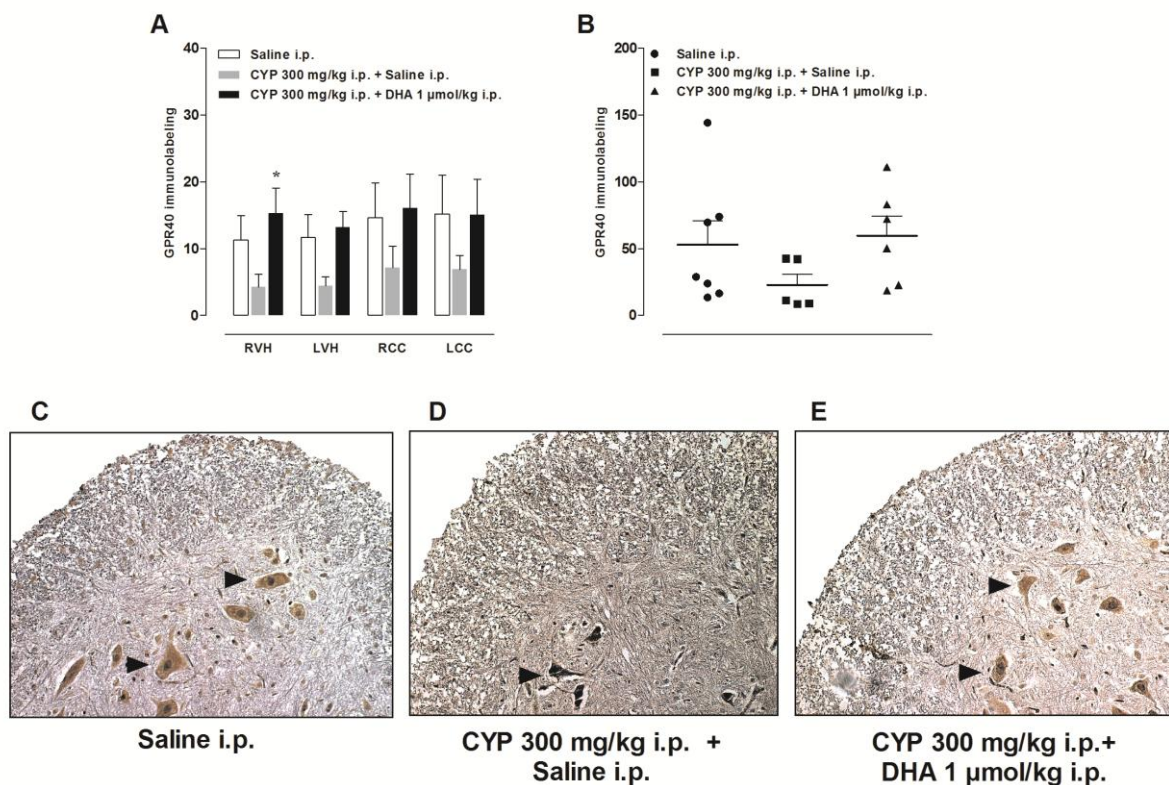 A
GPR40 immunolabeling
40
30
20
10
0
Saline i.p.
CYP 300 mg/kg i.p. + Saline i.p.
CYP 300 mg/kg i.p. + DHA 1 µmol/kg i.p.
*
RVH LVH RCC LCC
B
GPR40 immunolabeling
200
150
100
50
0
Saline i.p.
CYP 300 mg/kg i.p. + Saline i.p.
CYP 300 mg/kg i.p. + DHA 1 µmol/kg i.p.
C
Saline i.p.
D
CYP 300 mg/kg i.p. +
Saline i.p.
E
CYP 300 mg/kg i.p.+
DHA 1 µmol/kg i.p.